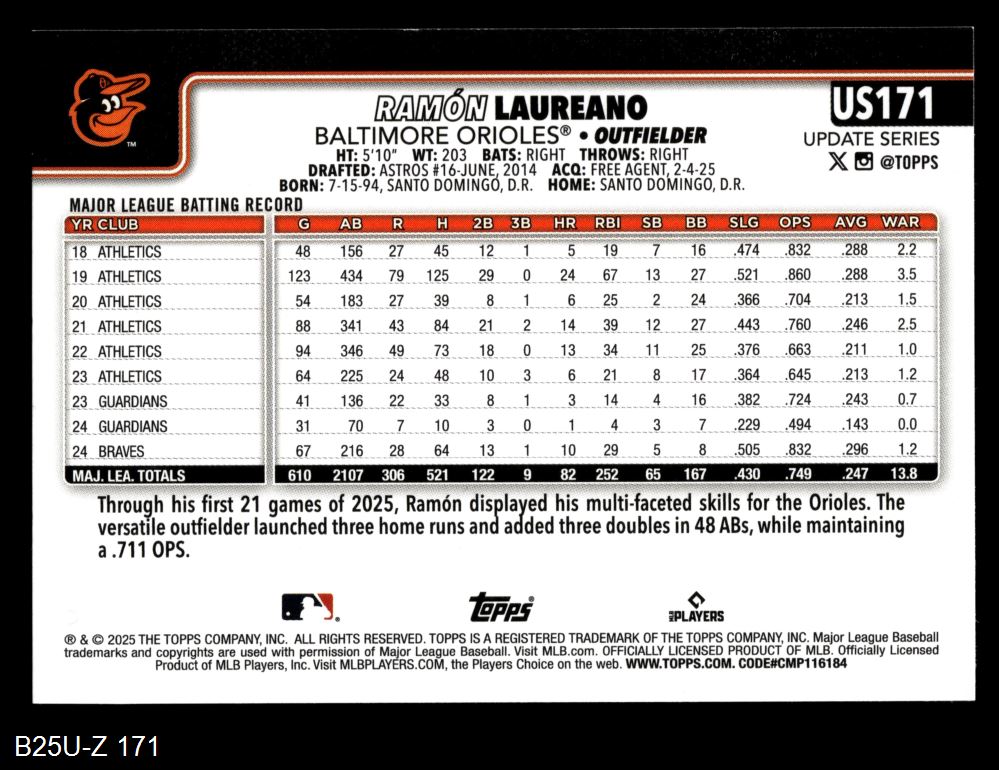 RAMÓN LAUREANO
US171
BALTIMORE ORIOLES® • OUTFIELDER
UPDATE SERIES
HT: 5'10" WT: 203 BATS: RIGHT THROWS: RIGHT
@TOPPS
DRAFTED: ASTROS #16-JUNE, 2014 ACQ: FREE AGENT, 2-4-25
BORN: 7-15-94, SANTO DOMINGO, D.R. HOME: SANTO DOMINGO, D.R.
TM
MAJOR LEAGUE BATTING RECORD
YR CLUB G AB R H 2B 3B HR RBI SB BB SLG OPS AVG WAR
18 ATHLETICS 48 156 27 45 12 1 5 19 7 16 .474 .832 .288 2.2
19 ATHLETICS 123 434 79 125 29 0 24 67 13 27 .521 .860 .288 3.5
20 ATHLETICS 54 183 27 39 8 1 6 25 2 24 .366 .704 .213 1.5
21 ATHLETICS 88 341 43 84 21 2 14 39 12 27 .443 .760 .246 2.5
22 ATHLETICS 94 346 49 73 18 0 13 34 11 25 .376 .663 .211 1.0
23 ATHLETICS 64 225 24 48 10 3 6 21 8 17 .364 .645 .213 1.2
23 GUARDIANS 41 136 22 33 8 1 3 14 4 16 .382 .724 .243 0.7
24 GUARDIANS 31 70 7 10 3 0 1 4 3 7 .229 .494 .143 0.0
24 BRAVES 67 216 28 64 13 1 10 29 5 8 .505 .832 .296 1.2
MAJ. LEA. TOTALS 610 2107 306 521 122 9 82 252 65 167 .430 .749 .247 13.8
Through his first 21 games of 2025, Ramón displayed his multi-faceted skills for the Orioles. The
versatile outfielder launched three home runs and added three doubles in 48 ABs, while maintaining
a .711 OPS.
Topps®
MLB PLAYERS
® & © 2025 THE TOPPS COMPANY, INC. ALL RIGHTS RESERVED. TOPPS IS A REGISTERED TRADEMARK OF THE TOPPS COMPANY, INC. Major League Baseball
trademarks and copyrights are used with permission of Major League Baseball. Visit MLB.com. OFFICIALLY LICENSED PRODUCT OF MLB. Officially Licensed
Product of MLB Players, Inc. Visit MLBPLAYERS.COM, the Players Choice on the web. WWW.TOPPS.COM. CODE#CMP116184
B25U-Z 171